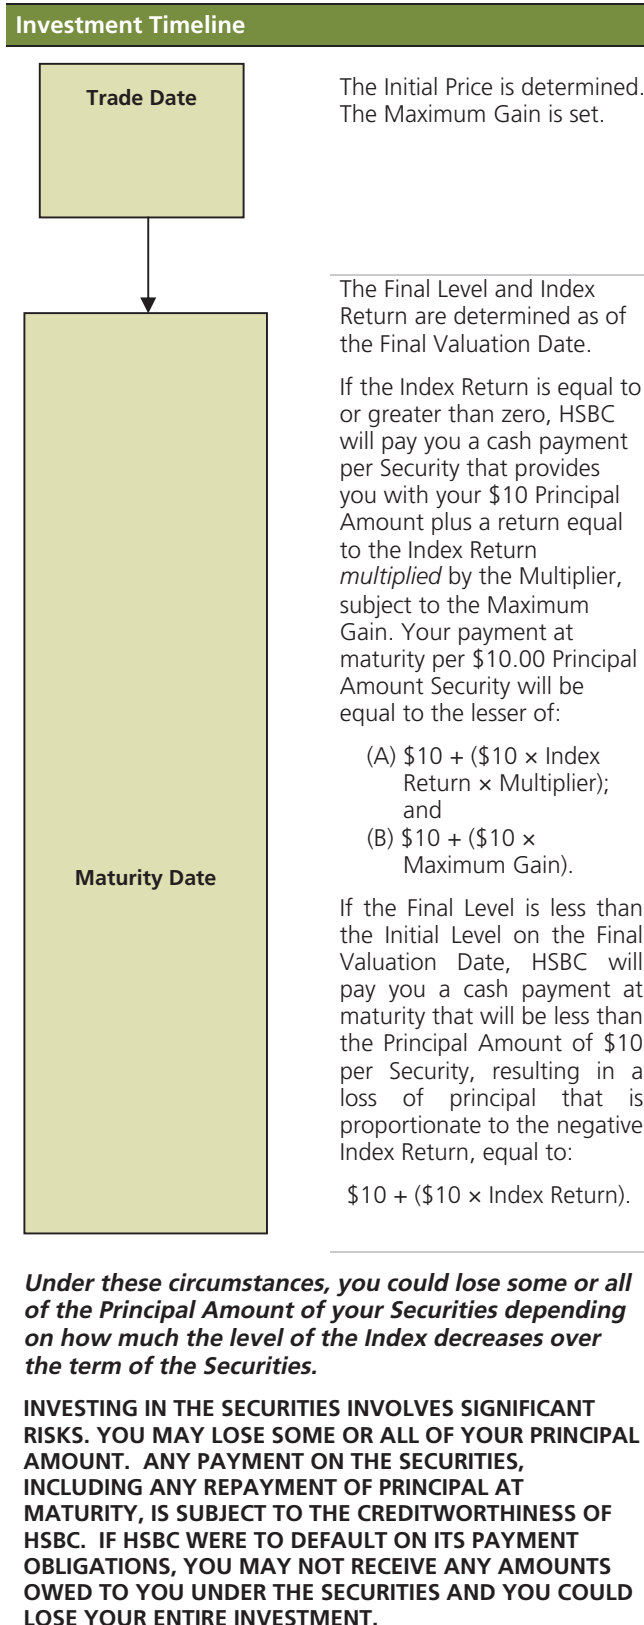 Investment Timeline
Trade Date
The Initial Price is determined.
The Maximum Gain is set.
The Final Level and Index
Return are determined as of
the Final Valuation Date.
If the Index Return is equal to
or greater than zero, HSBC
will pay you a cash payment
per Security that provides
you with your $10 Principal
Amount plus a return equal
to the Index Return
multiplied by the Multiplier,
subject to the Maximum
Gain. Your payment at
maturity per $10.00 Principal
Amount Security will be
equal to the lesser of:
(A) $10 + ($10 × Index
Return × Multiplier);
and
(B) $10 + ($10 ×
Maximum Gain).
Maturity Date
If the Final Level is less than
the Initial Level on the Final
Valuation Date, HSBC will
pay you a cash payment at
maturity that will be less than
the Principal Amount of $10
per Security, resulting in a
loss of principal that is
proportionate to the negative
Index Return, equal to:
$10 + ($10 × Index Return).
Under these circumstances, you could lose some or all
of the Principal Amount of your Securities depending
on how much the level of the Index decreases over
the term of the Securities.
INVESTING IN THE SECURITIES INVOLVES SIGNIFICANT
RISKS. YOU MAY LOSE SOME OR ALL OF YOUR PRINCIPAL
AMOUNT. ANY PAYMENT ON THE SECURITIES,
INCLUDING ANY REPAYMENT OF PRINCIPAL AT
MATURITY, IS SUBJECT TO THE CREDITWORTHINESS OF
HSBC. IF HSBC WERE TO DEFAULT ON ITS PAYMENT
OBLIGATIONS, YOU MAY NOT RECEIVE ANY AMOUNTS
OWED TO YOU UNDER THE SECURITIES AND YOU COULD
LOSE YOUR ENTIRE INVESTMENT.